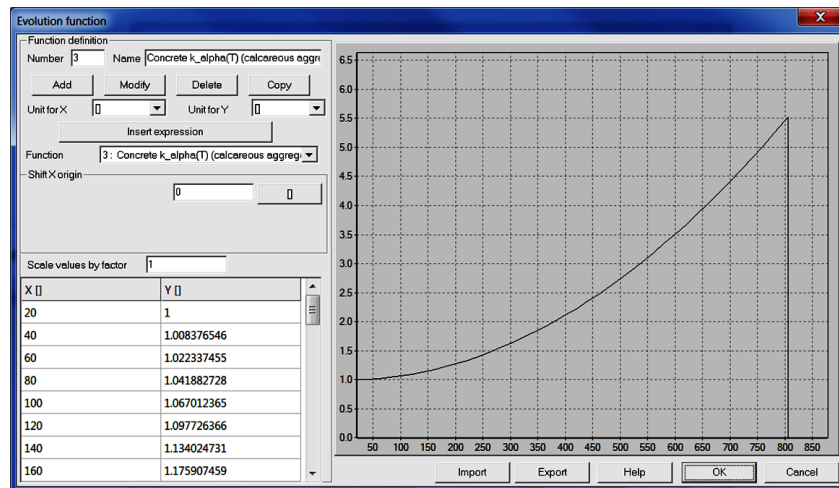 Evolution function
X
Function definition
Number 3 Name Concrete k_alpha(T) (calcareous aggre
Add Modify Delete Copy
Unit for X [] Unit for Y []
Insert expression
Function 3 : Concrete k_alpha(T) (calcareous aggreg
Shift X origin
0 []
Scale values by factor 1
X [] Y []
20 1
40 1.008376546
60 1.022337455
80 1.041882728
100 1.067012365
120 1.097726366
140 1.134024731
160 1.175907459
6.5
6.0
5.5
5.0
4.5
4.0
3.5
3.0
2.5
2.0
1.5
1.0
0.5
0.0
50 100 150 200 250 300 350 400 450 500 550 600 650 700 750 800 850
Import Export Help OK Cancel